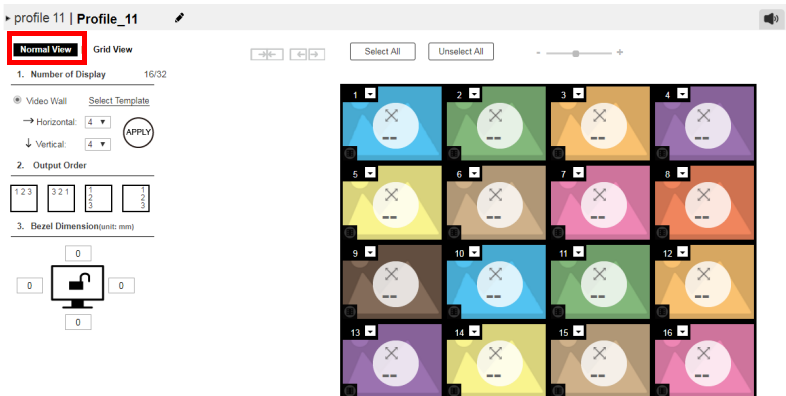 profile 11 | Profile_11
Normal View Grid View
Select All Unselect All - +
1. Number of Display 16/32
Video Wall Select Template
Horizontal: 4
APPLY
Vertical: 4
2. Output Order
1 2 3
3 2 1
1
2
3
1
2
3
3. Bezel Dimension(unit: mm)
0
0 0
0
1 2 3 4
-- -- -- --
5 6 7 8
-- -- -- --
9 10 11 12
-- -- -- --
13 14 15 16
-- -- -- --